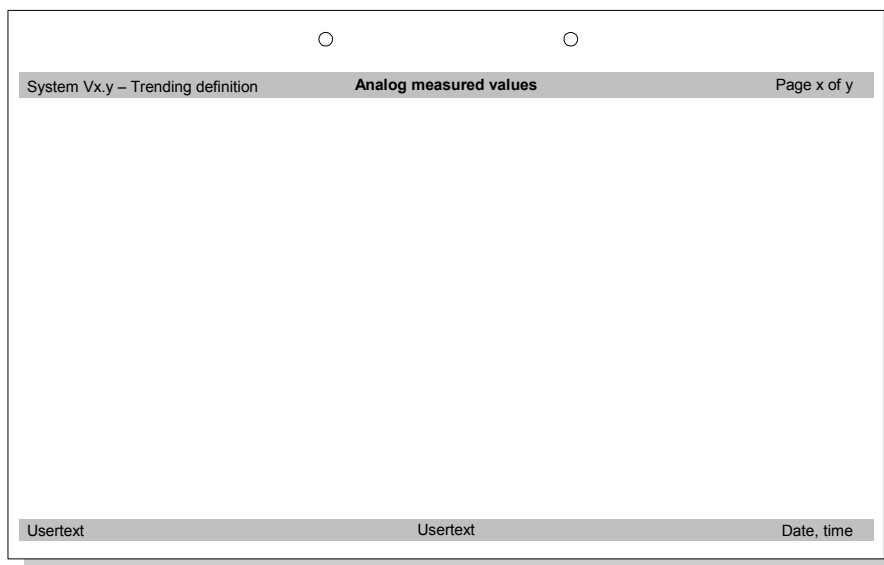 System Vx.y – Trending definition Analog measured values Page x of y
Usertext Usertext Date, time